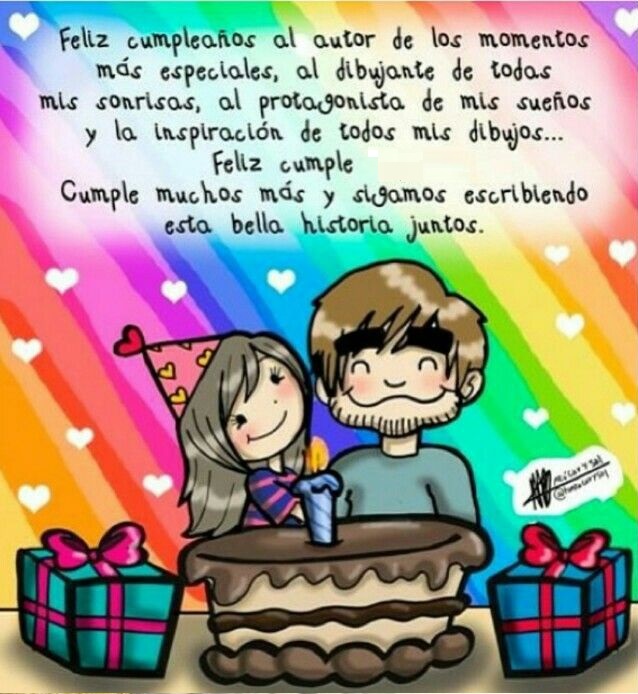 Feliz cumpleaños al autor de los momentos
más especiales, al dibujante de todas
mis sonrisas, al protagonista de mis sueños
y la inspiración de todos mis dibujos...
Feliz cumple
Cumple muchos más y sigamos escribiendo
esta bella historia juntos.